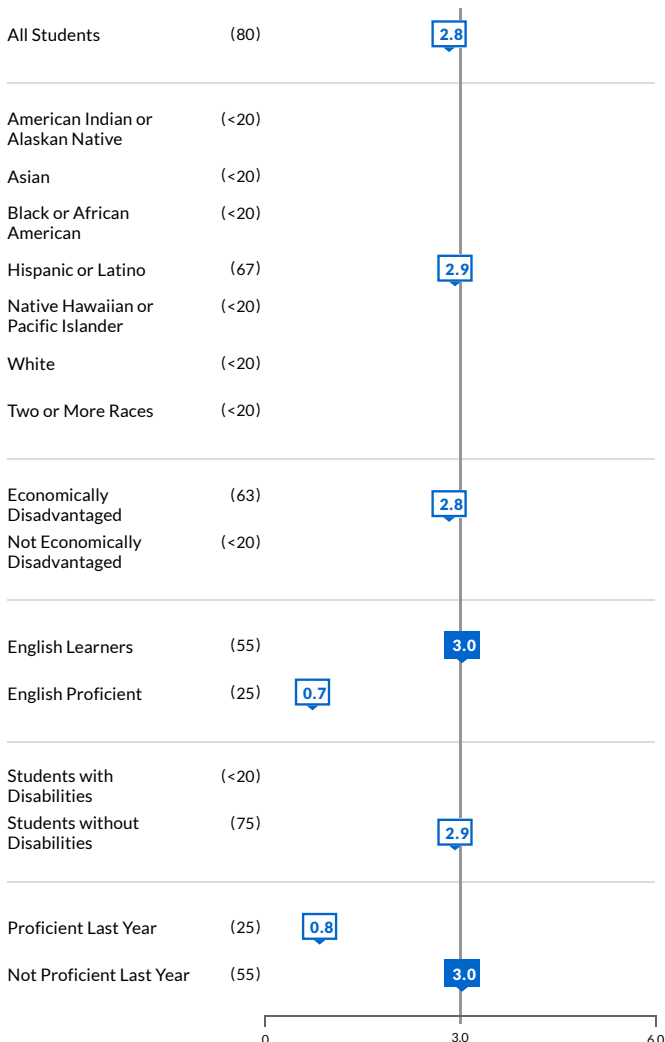 All Students (80) 2.8
American Indian or (<20)
Alaskan Native
Asian (<20)
Black or African (<20)
American
Hispanic or Latino (67) 2.9
Native Hawaiian or (<20)
Pacific Islander
White (<20)
Two or More Races (<20)
Economically (63) 2.8
Disadvantaged
Not Economically (<20)
Disadvantaged
English Learners (55) 3.0
English Proficient (25) 0.7
Students with (<20)
Disabilities
Students without (75) 2.9
Disabilities
Proficient Last Year (25) 0.8
Not Proficient Last Year (55) 3.0
0 3.0 6.0